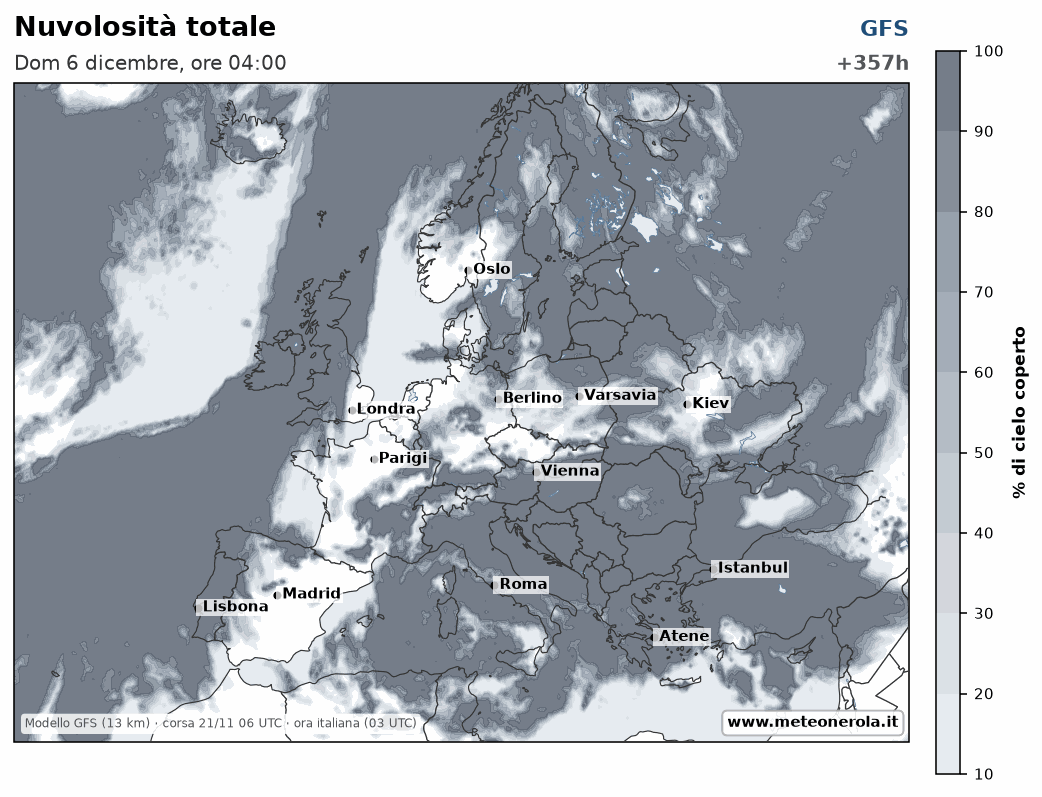 Nuvolosità totale
GFS
Dom 6 dicembre, ore 04:00
+357h
100
90
80
70
60
50
40
30
20
10
% di cielo coperto
Oslo
Londra
Berlino
Varsavia
Kiev
Parigi
Vienna
Istanbul
Roma
Madrid
Lisbona
Atene
Modello GFS (13 km) · corsa 21/11 06 UTC · ora italiana (03 UTC)
www.meteonerola.it